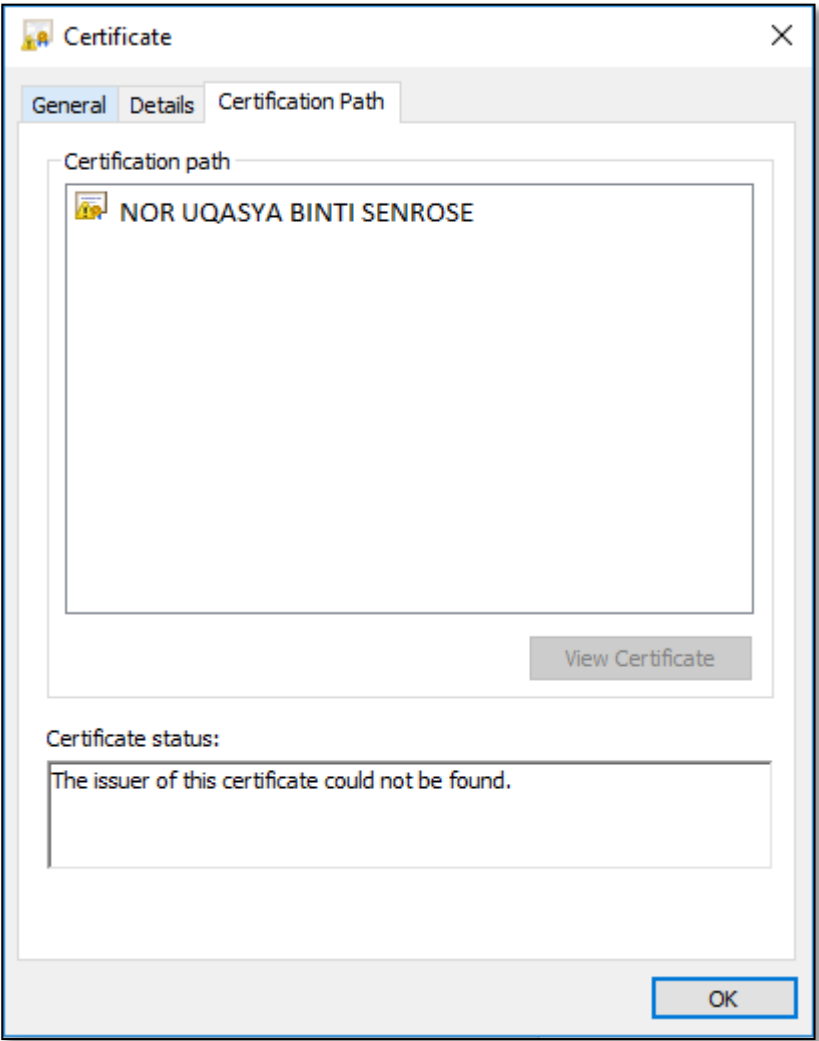 Certificate
General Details Certification Path
Certification path
NOR UQASYA BINTI SENROSE
View Certificate
Certificate status:
The issuer of this certificate could not be found.
OK